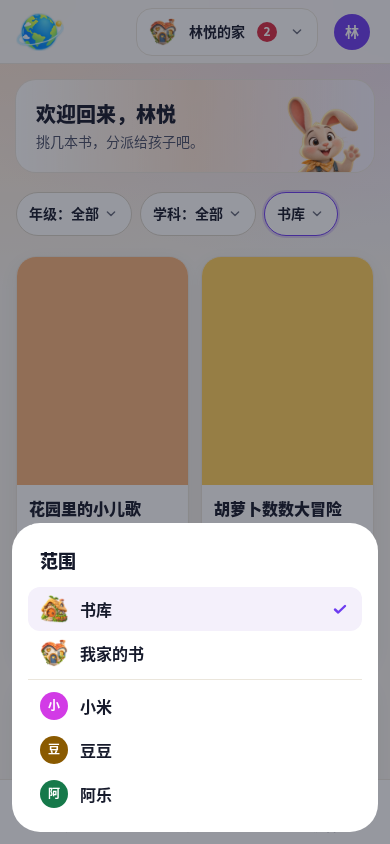 林悦的家
2
林
欢迎回来，林悦
挑几本书，分派给孩子吧。
年级：全部
学科：全部
书库
花园里的小儿歌
胡萝卜数数大冒险
范围
书库
我家的书
小 小米
豆 豆豆
阿 阿乐